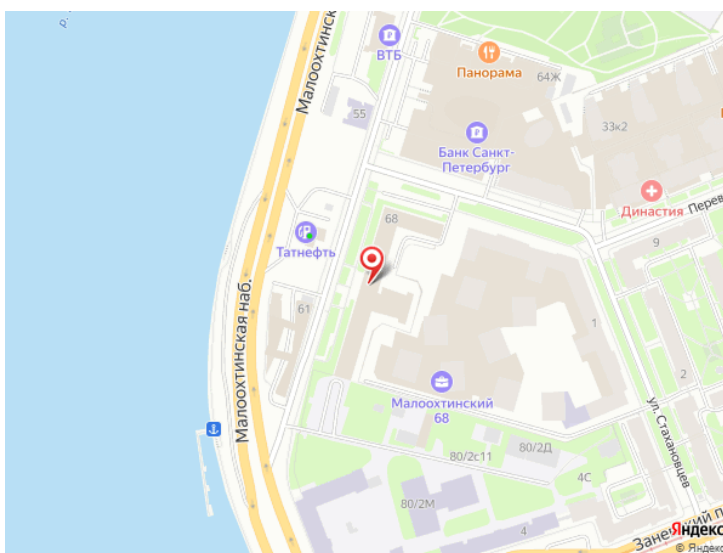 р.
Малоохтинск
ВТБ
Панорама
64Ж
55
33к2
Банк Санкт-
Петербург
Династия
Перев
68
9
Татнефть
61
Малоохтинская наб.
1
2
Малоохтинский
68
ул. Стахановцев
80/2с11
80/2Д
4С
80/2М
4
Заневский п
Яндекс
© Яндекс